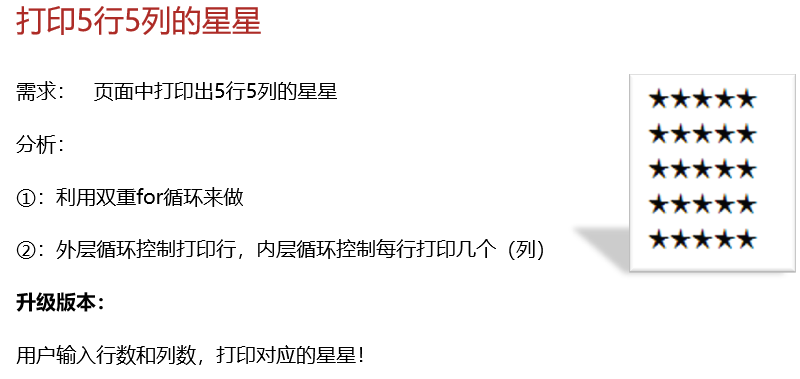 打印5行5列的星星
需求： 页面中打印出5行5列的星星
分析：
①：利用双重for循环来做
②：外层循环控制打印行，内层循环控制每行打印几个（列）
升级版本：
用户输入行数和列数，打印对应的星星！
★★★★★
★★★★★
★★★★★
★★★★★
★★★★★